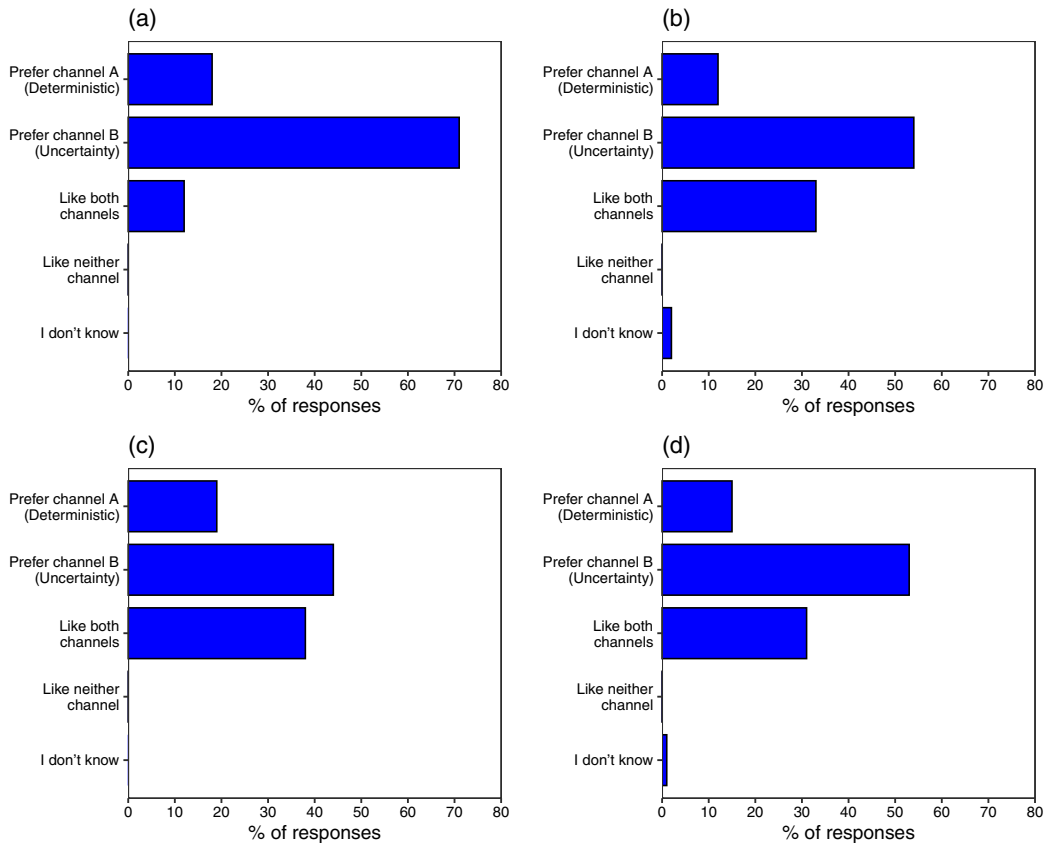 (a)
Prefer channel A
(Deterministic)
Prefer channel B
(Uncertainty)
Like both
channels
Like neither
channel
I don't know
0 10 20 30 40 50 60 70 80
% of responses
(b)
Prefer channel A
(Deterministic)
Prefer channel B
(Uncertainty)
Like both
channels
Like neither
channel
I don't know
0 10 20 30 40 50 60 70 80
% of responses
(c)
Prefer channel A
(Deterministic)
Prefer channel B
(Uncertainty)
Like both
channels
Like neither
channel
I don't know
0 10 20 30 40 50 60 70 80
% of responses
(d)
Prefer channel A
(Deterministic)
Prefer channel B
(Uncertainty)
Like both
channels
Like neither
channel
I don't know
0 10 20 30 40 50 60 70 80
% of responses